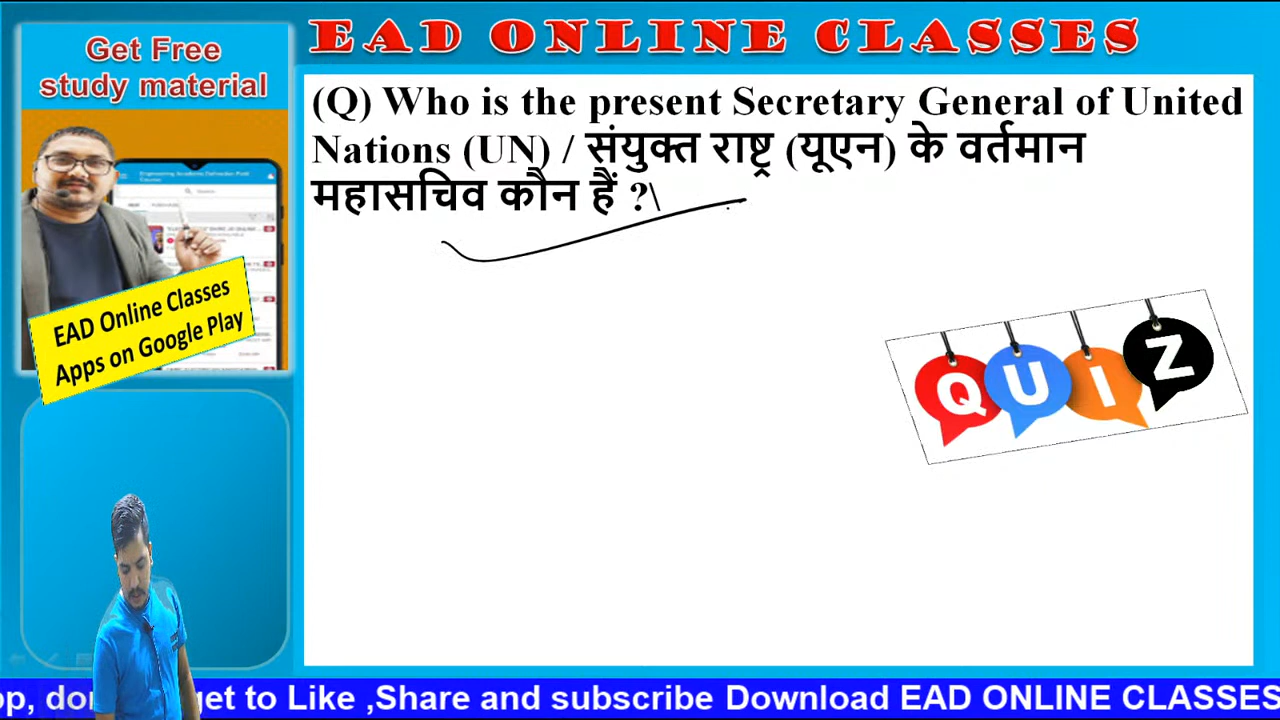 EAD ONLINE CLASSES
Get Free
study material
EAD Online Classes
Apps on Google Play
(Q) Who is the present Secretary General of United
Nations (UN) / संयुक्त राष्ट्र (यूएन) के वर्तमान
महासचिव कौन हैं ?\
QUIZ
get to Like ,Share and subscribe Download EAD ONLINE CLASSES